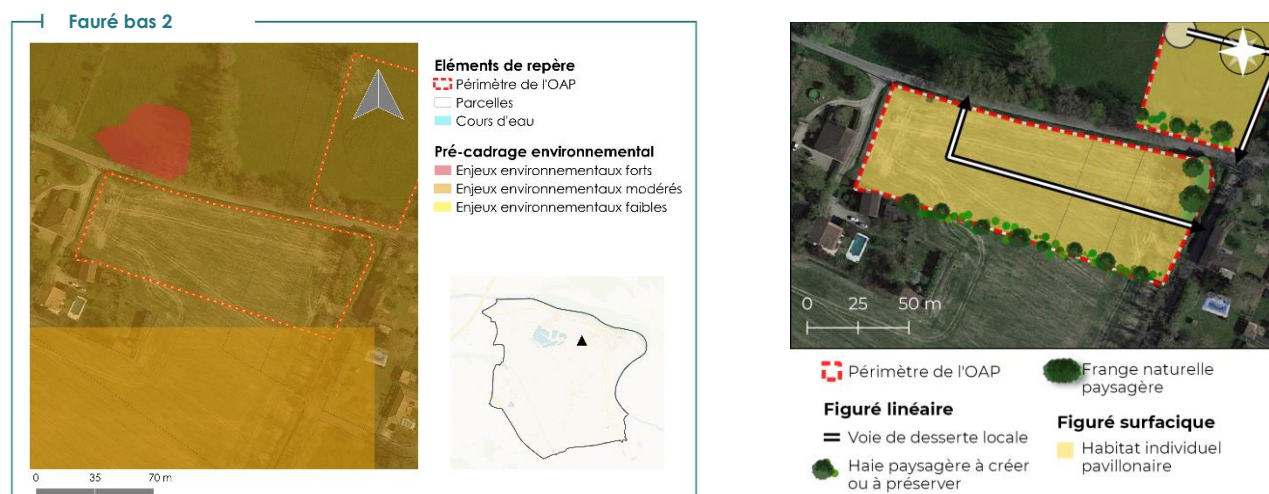 Fauré bas 2
Eléments de repère
Périmètre de l'OAP
Parcelles
Cours d'eau
Pré-cadrage environnemental
Enjeux environnementaux forts
Enjeux environnementaux modérés
Enjeux environnementaux faibles
0 35 70 m
0 25 50 m
Périmètre de l'OAP
Figuré linéaire
Voie de desserte locale
Haie paysagère à créer
ou à préserver
Frange naturelle
paysagère
Figuré surfacique
Habitat individuel
pavillonaire